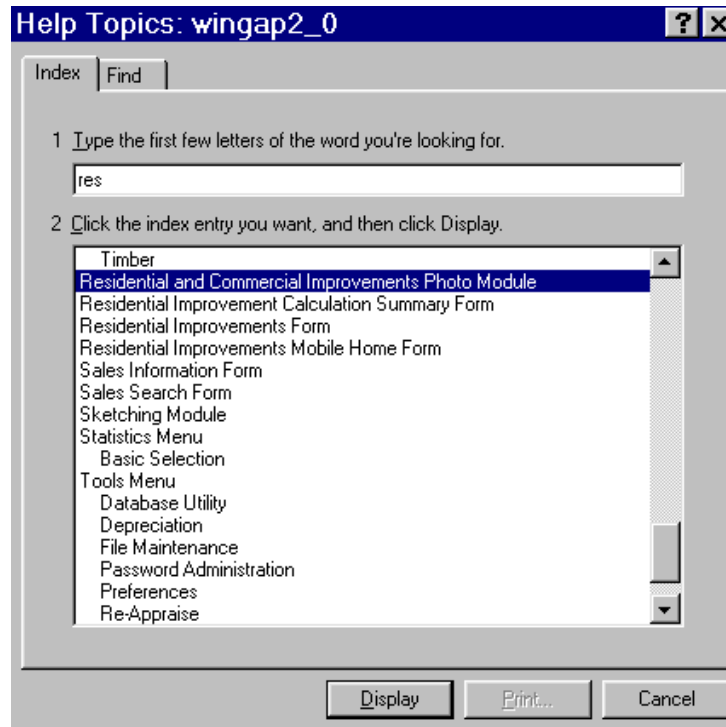 Help Topics: wingap2_0
Index Find
1 Type the first few letters of the word you're looking for.
res
2 Click the index entry you want, and then click Display.
Timber
Residential and Commercial Improvements Photo Module
Residential Improvement Calculation Summary Form
Residential Improvements Form
Residential Improvements Mobile Home Form
Sales Information Form
Sales Search Form
Sketching Module
Statistics Menu
Basic Selection
Tools Menu
Database Utility
Depreciation
File Maintenance
Password Administration
Preferences
Re-Appraise
Display Print... Cancel